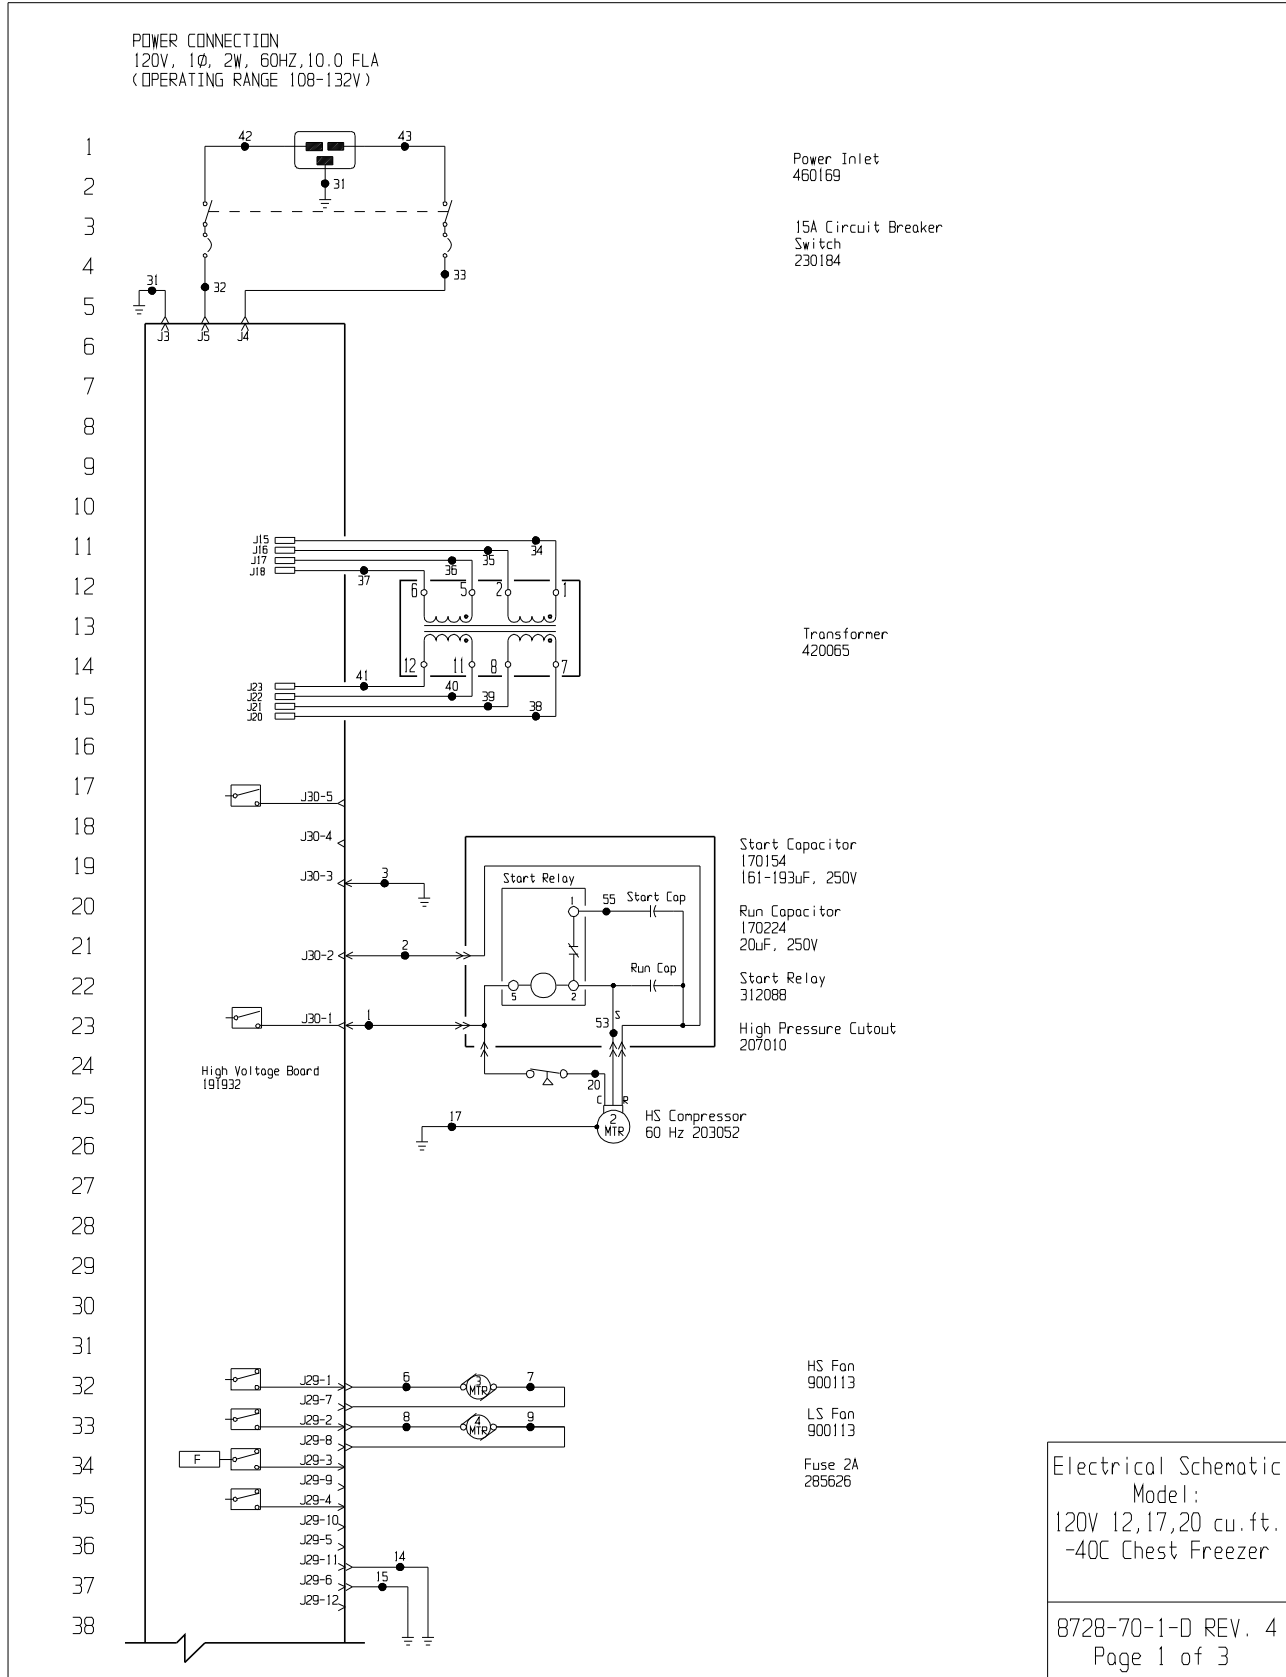 POWER CONNECTION
120V, 1Ø, 2W, 60HZ,10.0 FLA
(OPERATING RANGE 108-132V)
1
42
43
Power Inlet
460169
2
31
3
15A Circuit Breaker
Switch
230184
4
33
31
32
5
J3
J5
J4
6
7
8
9
10
11
J15
34
J16
35
J17
36
J18
37
12
6
5
2
1
13
Transformer
420065
14
12
11
8
7
41
J23
40
J22
39
15
J21
38
J20
16
17
J30-5
18
J30-4
Start Capacitor
170154
161-193uF, 250V
19
J30-3
3
Start Relay
20
1
55
Start Cap
Run Capacitor
170224
20uF, 250V
21
J30-2
2
22
5
2
Run Cap
Start Relay
312088
23
J30-1
1
53
S
High Pressure Cutout
207010
24
High Voltage Board
191932
20
25
C
R
17
2
MTR
HS Compressor
60 Hz 203052
26
27
28
29
30
31
32
J29-1
6
3
MTR
7
HS Fan
900113
J29-7
33
J29-2
8
4
MTR
9
LS Fan
900113
J29-8
34
F
J29-3
Fuse 2A
285626
J29-9
35
J29-4
J29-10
36
J29-5
J29-11
14
37
J29-6
15
J29-12
38
Electrical Schematic
Model:
120V 12,17,20 cu.ft.
-40C Chest Freezer
8728-70-1-D REV. 4
Page 1 of 3